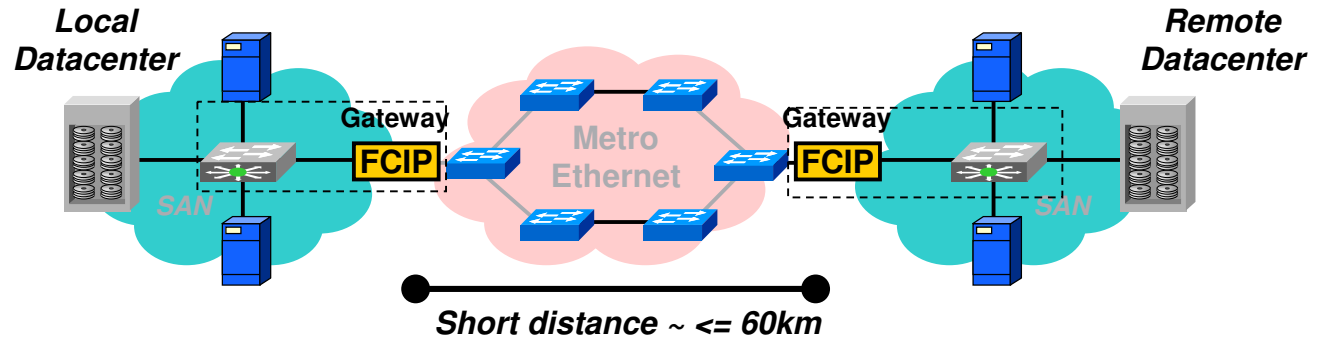 Local
Datacenter
Remote
Datacenter
Gateway
FCIP
SAN
Metro
Ethernet
Gateway
FCIP
SAN
Short distance ~ <= 60km